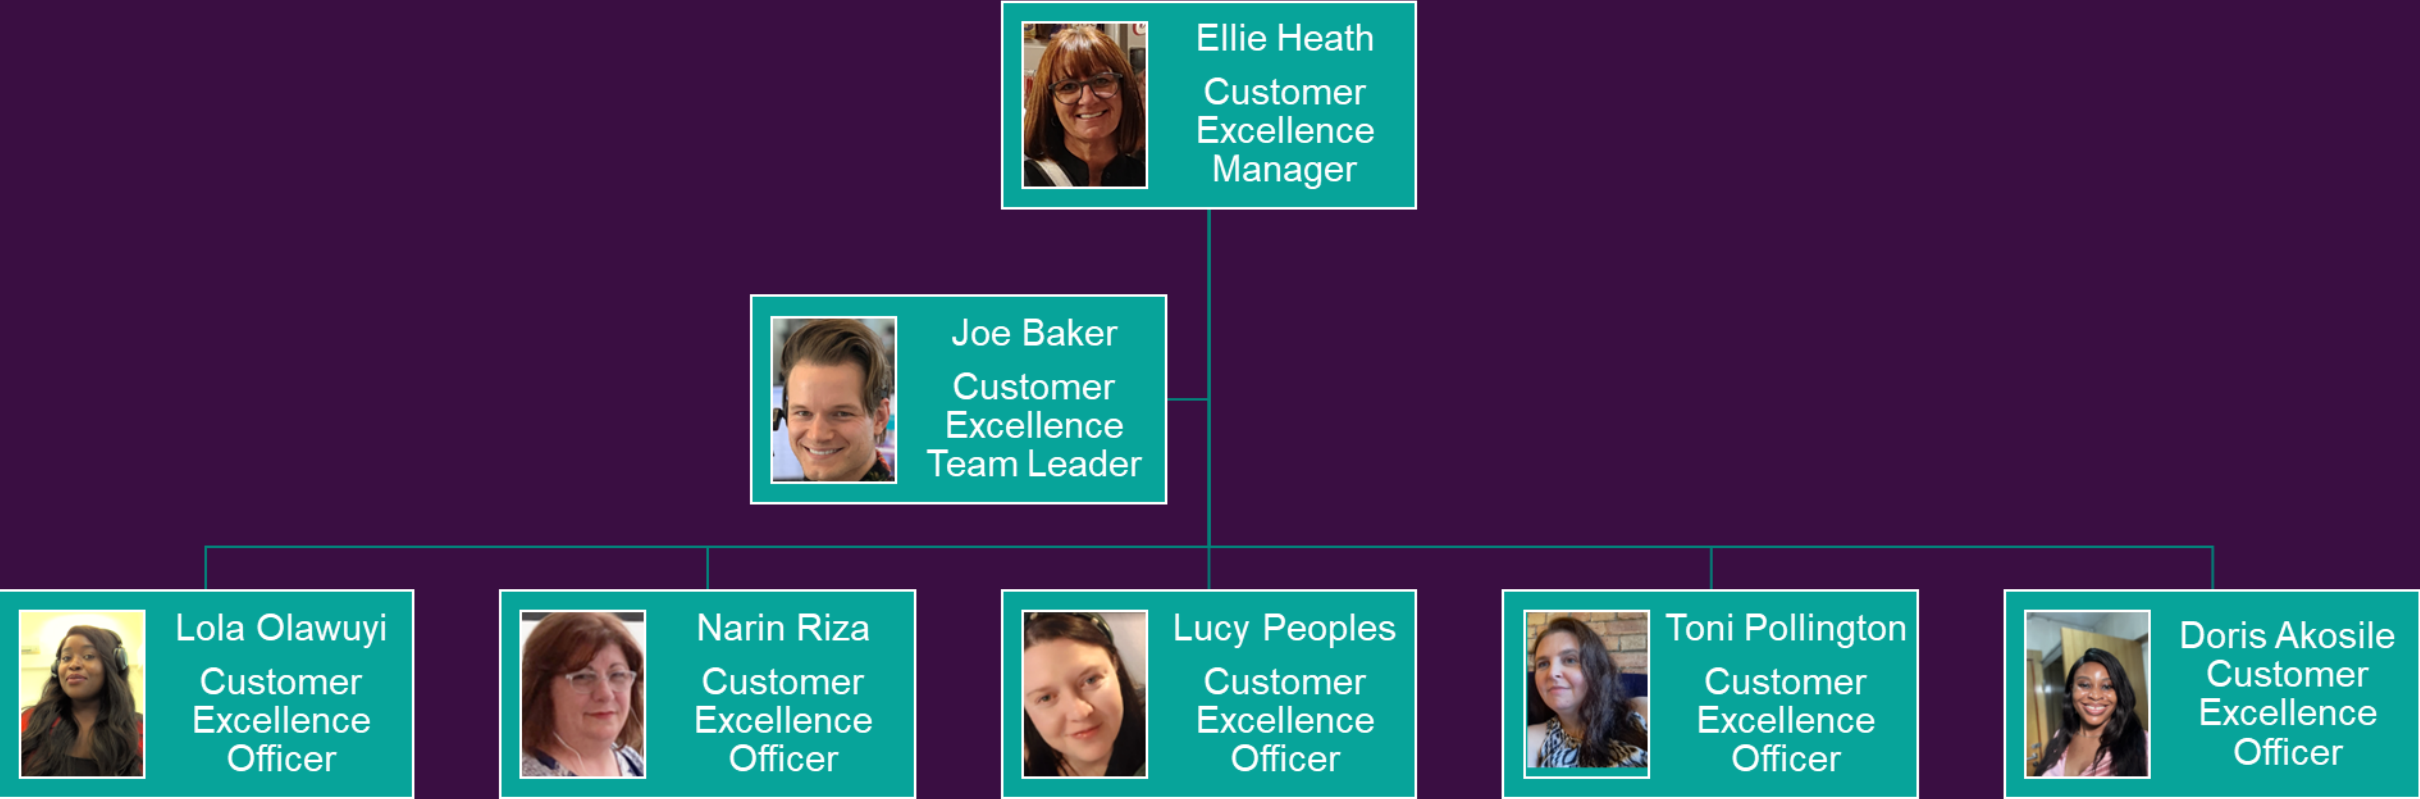 Ellie Heath
Customer
Excellence
Manager
Joe Baker
Customer
Excellence
Team Leader
Lola Olawuyi
Customer
Excellence
Officer
Narin Riza
Customer
Excellence
Officer
Lucy Peoples
Customer
Excellence
Officer
Toni Pollington
Customer
Excellence
Officer
Doris Akosile
Customer
Excellence
Officer